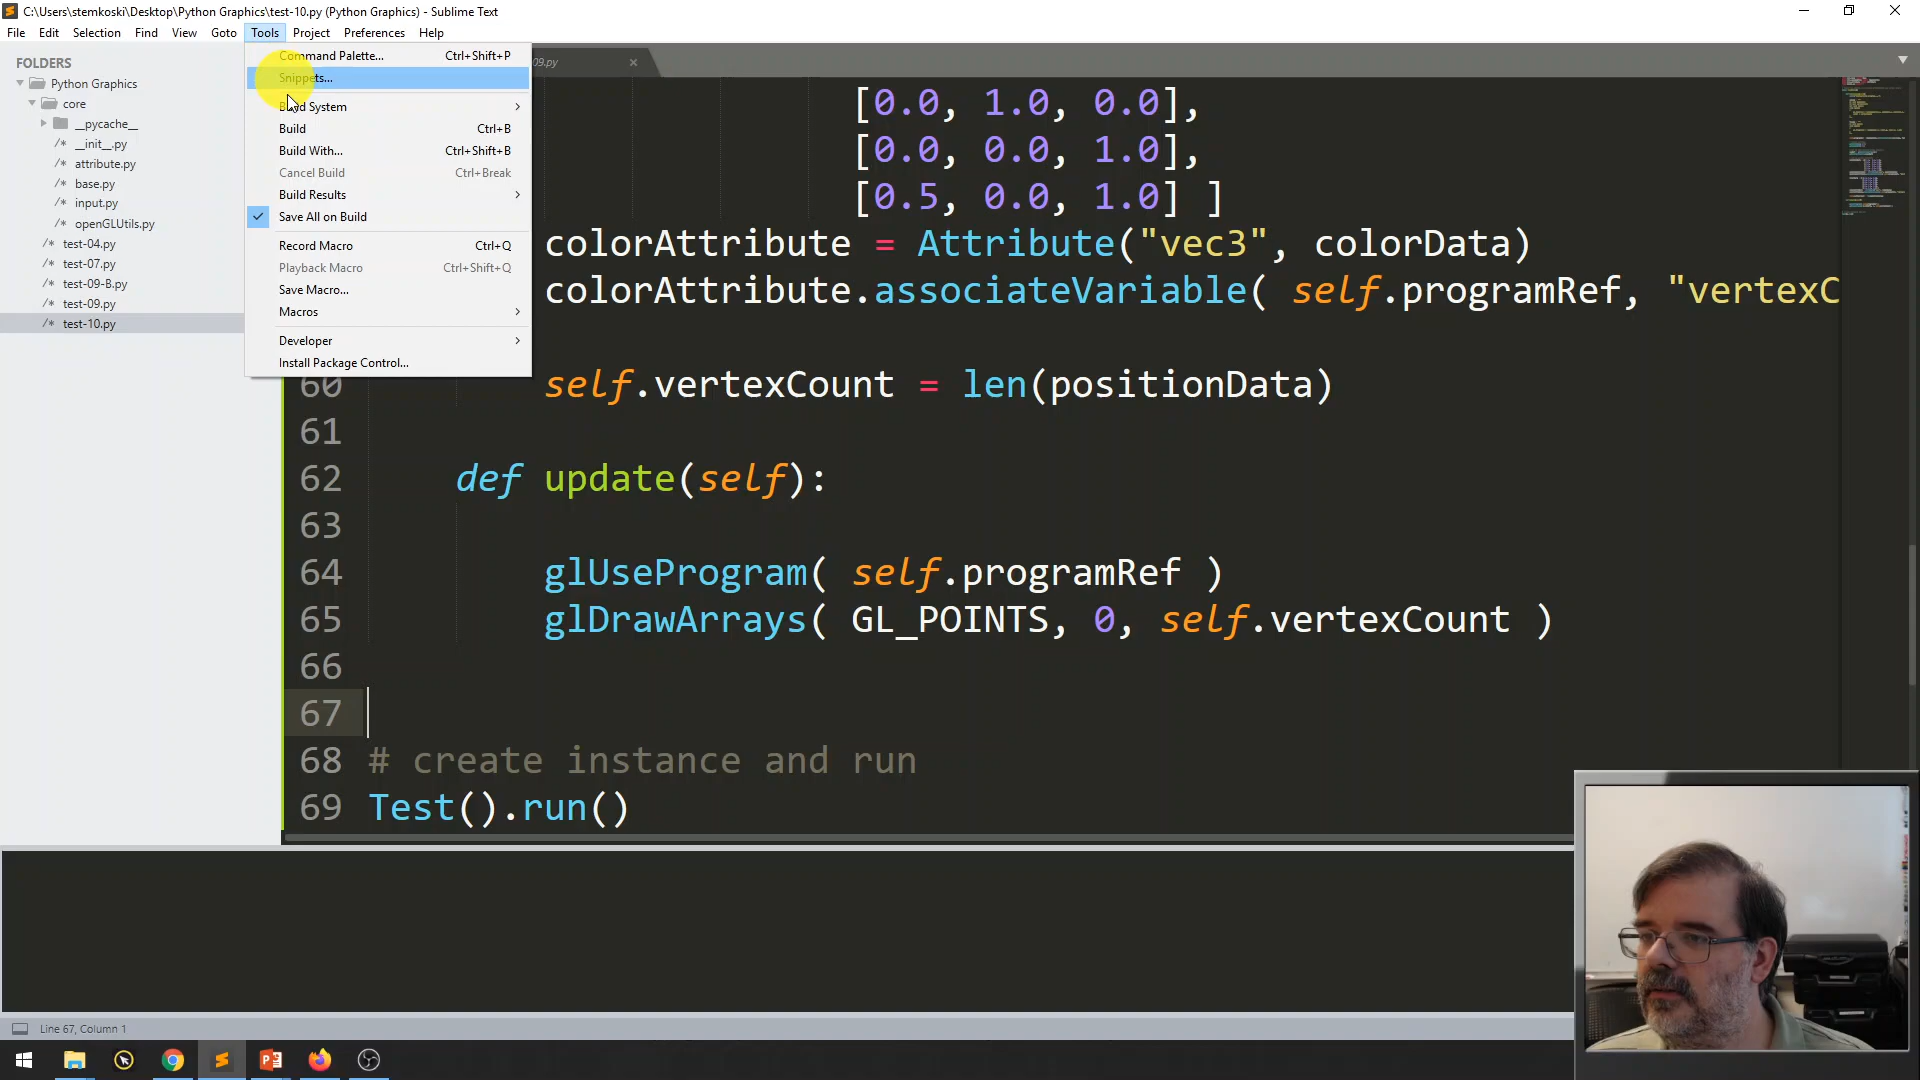 C:\Users\stemkoski\Desktop\Python Graphics\test-10.py (Python Graphics) - Sublime Text
File Edit Selection Find View Goto Tools Project Preferences Help
FOLDERS
Python Graphics
core
__pycache__
/* __init__.py
/* attribute.py
/* base.py
/* input.py
/* openGLUtils.py
/* test-04.py
/* test-07.py
/* test-09-B.py
/* test-09.py
/* test-10.py
Command Palette... Ctrl+Shift+P
Snippets...
Build System
Build Ctrl+B
Build With... Ctrl+Shift+B
Cancel Build Ctrl+Break
Build Results
Save All on Build
Record Macro Ctrl+Q
Playback Macro Ctrl+Shift+Q
Save Macro...
Macros
Developer
Install Package Control...
09.py
[0.0, 1.0, 0.0],
[0.0, 0.0, 1.0],
[0.5, 0.0, 1.0] ]
colorAttribute = Attribute("vec3", colorData)
colorAttribute.associateVariable( self.programRef, "vertexC
60 self.vertexCount = len(positionData)
61
62 def update(self):
63
64 glUseProgram( self.programRef )
65 glDrawArrays( GL_POINTS, 0, self.vertexCount )
66
67
68 # create instance and run
69 Test().run()
Line 67, Column 1